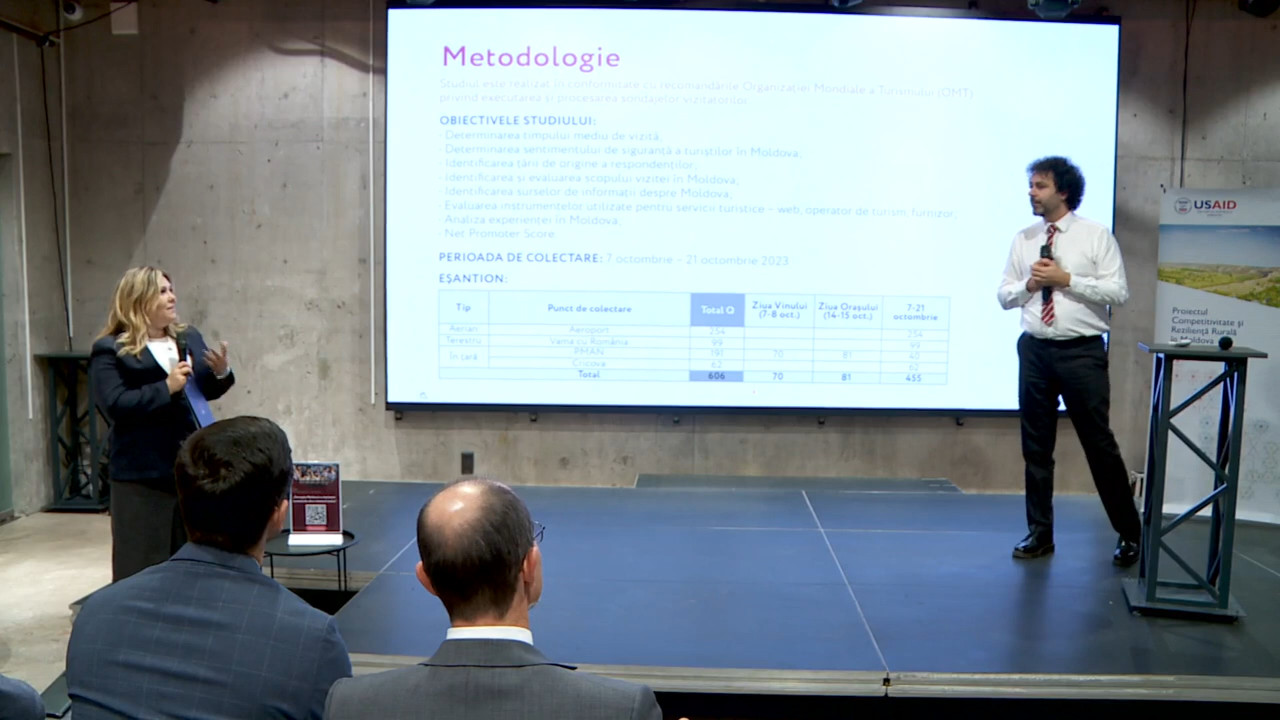 Metodologie
Studiul este realizat în conformitate cu recomandările Organizației Mondiale a Turismului (OMT)
privind executarea și procesarea sondajelor vizitatorilor.
OBIECTIVELE STUDIULUI:
· Determinarea timpului mediu de vizită;
· Determinarea sentimentului de siguranță a turiștilor în Moldova;
· Identificarea țării de origine a respondenților;
· Identificarea și evaluarea scopului vizitei în Moldova;
· Identificarea surselor de informații despre Moldova;
· Evaluarea instrumentelor utilizate pentru servicii turistice – web, operator de turism, furnizor;
· Analiza experienței în Moldova;
· Net Promoter Score
PERIOADA DE COLECTARE: 7 octombrie – 21 octombrie 2023
EȘANTION:
Tip Punct de colectare Total Q Ziua Vinului (7-8 oct.) Ziua Orașului (14-15 oct.) 7-21 octombrie
Aerian Aeroport 254 254
Terestru Vama cu România 99 99
În țară PMAN 191 70 81 40
Cricova 62 62
Total 606 70 81 455
USAID
Proiectul
Competitivitate și
Reziliență Rurală
în Moldova